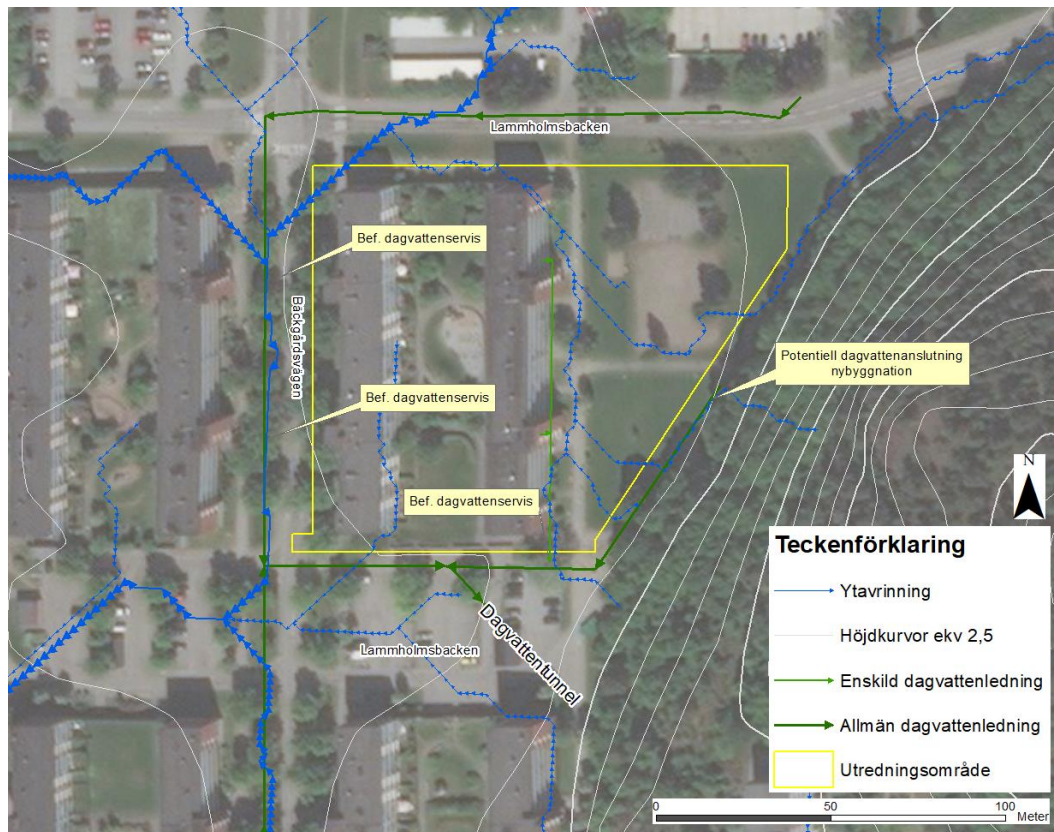 Lammholmsbacken
Bef. dagvattenservis
Bäckgårdsvägen
Potentiell dagvattenanslutning
nybyggnation
Bef. dagvattenservis
Bef. dagvattenservis
N
Dagvattentunnel
Lammholmsbacken
Teckenförklaring
Ytavrinning
Höjdkurvor ekv 2,5
Enskild dagvattenledning
Allmän dagvattenledning
Utredningsområde
0 50 100
Meter